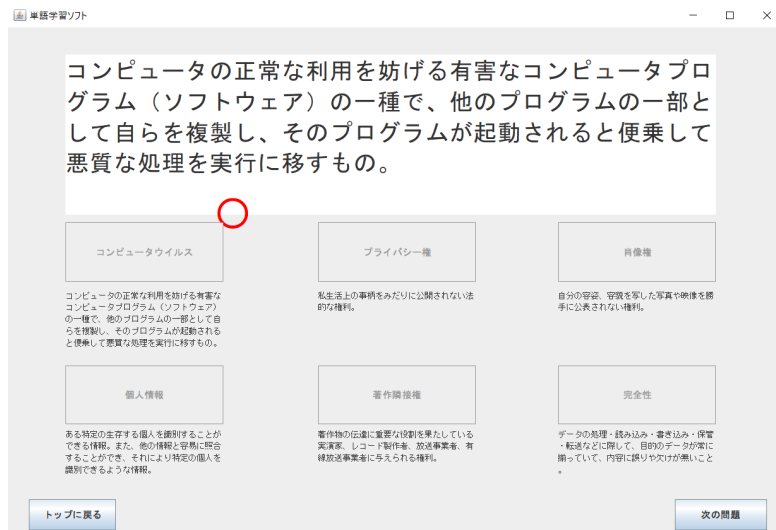 単語学習ソフト
コンピュータの正常な利用を妨げる有害なコンピュータプロ
グラム（ソフトウェア）の一種で、他のプログラムの一部と
して自らを複製し、そのプログラムが起動されると便乗して
悪質な処理を実行に移すもの。
コンピュータウイルス
プライバシー権
肖像権
コンピュータの正常な利用を妨げる有害な
コンピュータプログラム（ソフトウェア）
の一種で、他のプログラムの一部として自
らを複製し、そのプログラムが起動される
と便乗して悪質な処理を実行に移すもの。
私生活上の事柄をみだりに公開されない法
的な権利。
自分の容姿、容貌を写した写真や映像を勝
手に公表されない権利。
個人情報
著作隣接権
完全性
ある特定の生存する個人を識別することが
できる情報。また、他の情報と容易に照合
することができ、それにより特定の個人を
識別できるような情報。
著作物の伝達に重要な役割を果たしている
実演家、レコード製作者、放送事業者、有
線放送事業者に与えられる権利。
データの処理・読み込み・書き込み・保管
・転送などに際して、目的のデータが常に
揃っていて、内容に誤りや欠けが無いこと
。
トップに戻る
次の問題